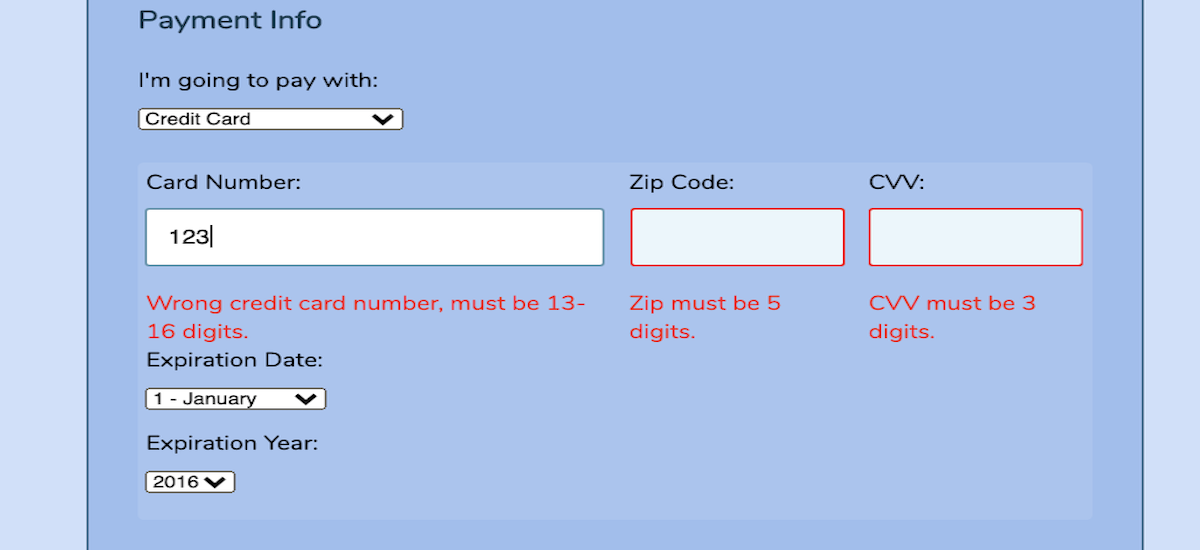 Payment Info
I'm going to pay with:
Credit Card
Card Number: Zip Code: CVV:
123
Wrong credit card number, must be 13-
16 digits.
Zip must be 5
digits.
CVV must be 3
digits.
Expiration Date:
1 - January
Expiration Year:
2016